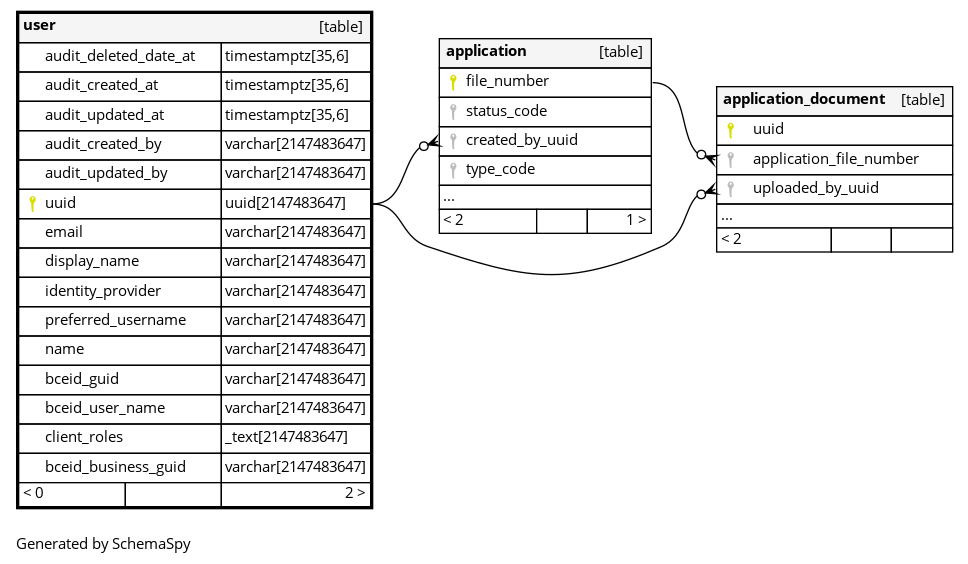 user [table]
audit_deleted_date_at timestamptz[35,6]
audit_created_at timestamptz[35,6]
audit_updated_at timestamptz[35,6]
audit_created_by varchar[2147483647]
audit_updated_by varchar[2147483647]
uuid uuid[2147483647]
email varchar[2147483647]
display_name varchar[2147483647]
identity_provider varchar[2147483647]
preferred_username varchar[2147483647]
name varchar[2147483647]
bceid_guid varchar[2147483647]
bceid_user_name varchar[2147483647]
client_roles _text[2147483647]
bceid_business_guid varchar[2147483647]
< 0 2 >
application [table]
file_number
status_code
created_by_uuid
type_code
...
< 2 1 >
application_document [table]
uuid
application_file_number
uploaded_by_uuid
...
< 2
Generated by SchemaSpy